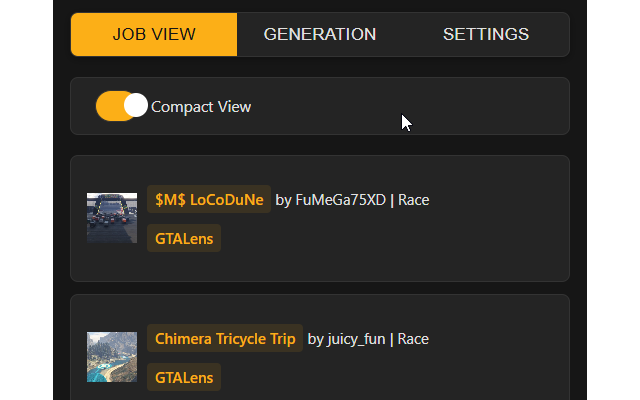 JOB VIEW GENERATION SETTINGS
Compact View
$M$ LoCoDuNe by FuMeGa75XD | Race
GTALens
Chimera Tricycle Trip by juicy_fun | Race
GTALens